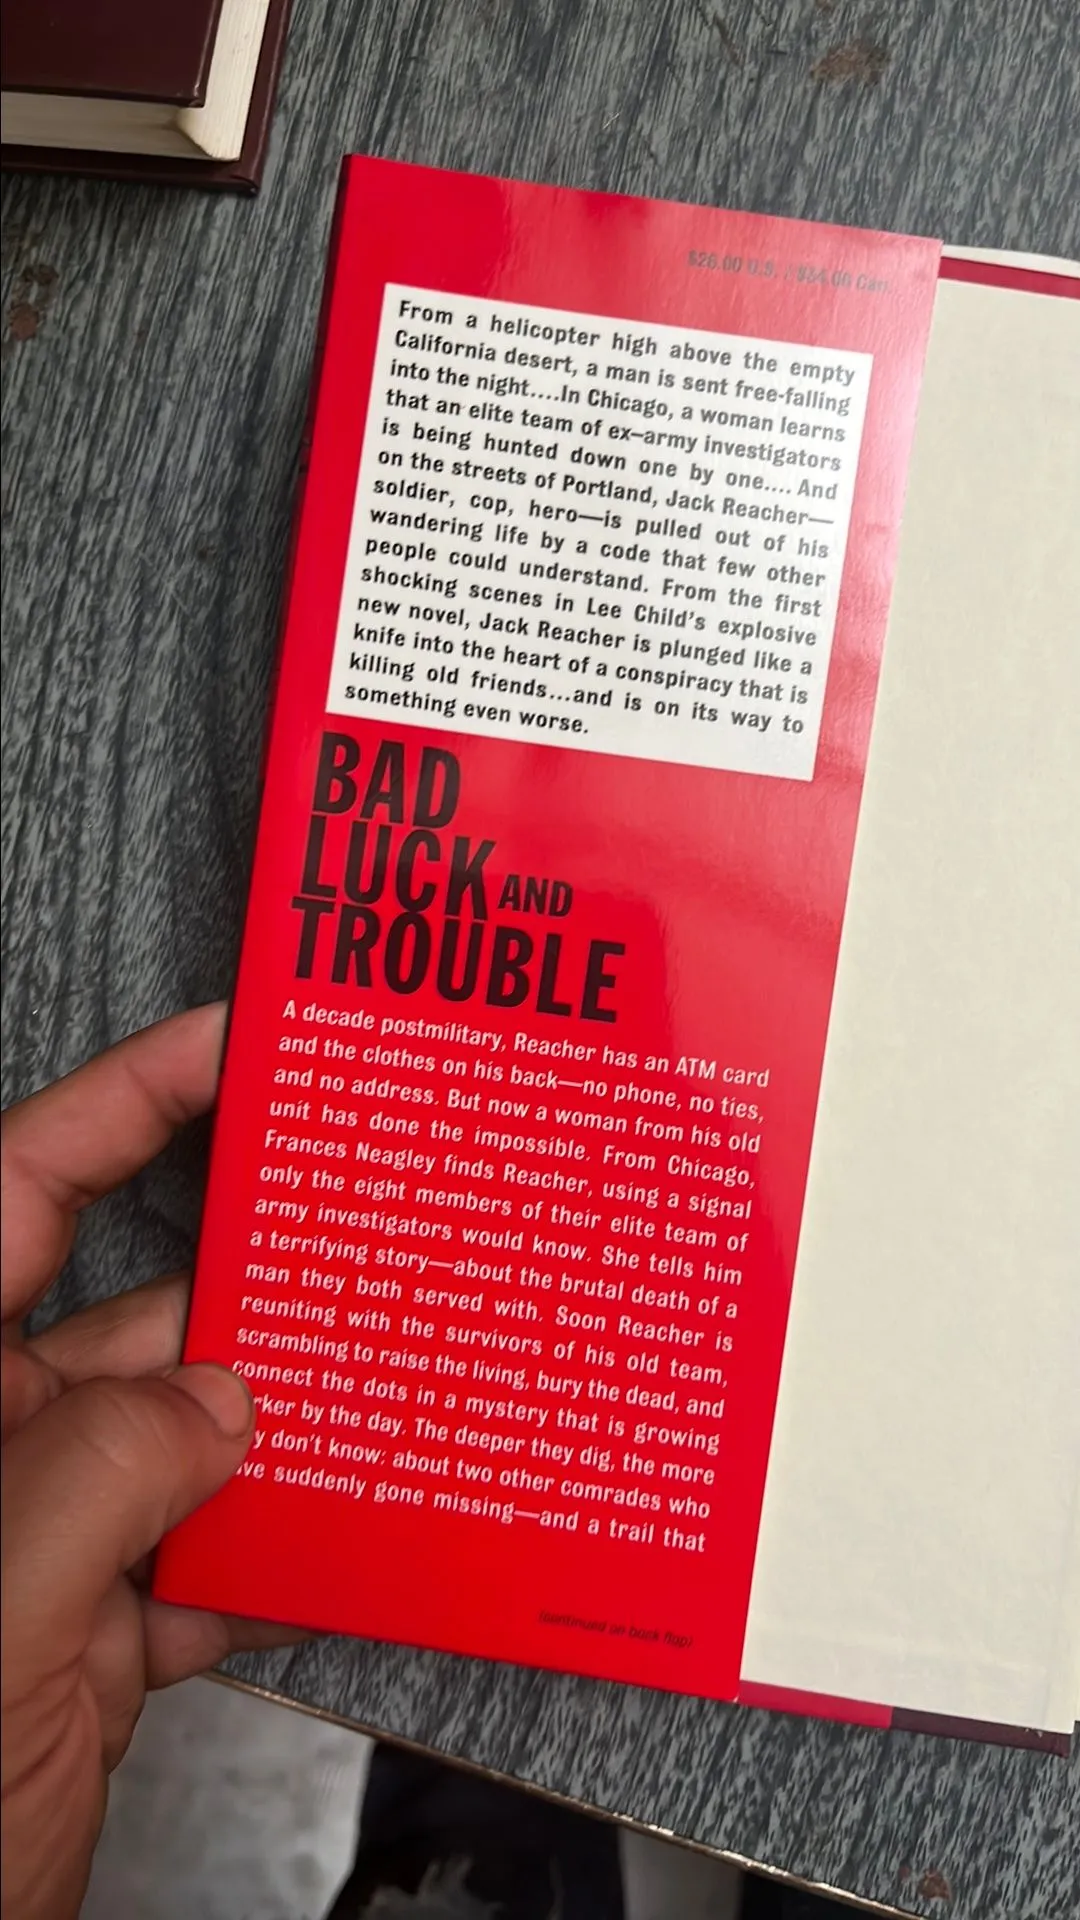 $26.00 U.S. / $34.00 Can.
From a helicopter high above the empty
California desert, a man is sent free-falling
into the night....In Chicago, a woman learns
that an elite team of ex–army investigators
is being hunted down one by one.... And
on the streets of Portland, Jack Reacher—
soldier, cop, hero—is pulled out of his
wandering life by a code that few other
people could understand. From the first
shocking scenes in Lee Child's explosive
new novel, Jack Reacher is plunged like a
knife into the heart of a conspiracy that is
killing old friends...and is on its way to
something even worse.
BAD
LUCK AND
TROUBLE
A decade postmilitary, Reacher has an ATM card
and the clothes on his back—no phone, no ties,
and no address. But now a woman from his old
unit has done the impossible. From Chicago,
Frances Neagley finds Reacher, using a signal
only the eight members of their elite team of
army investigators would know. She tells him
a terrifying story—about the brutal death of a
man they both served with. Soon Reacher is
reuniting with the survivors of his old team,
scrambling to raise the living, bury the dead, and
connect the dots in a mystery that is growing
rker by the day. The deeper they dig, the more
y don't know: about two other comrades who
ve suddenly gone missing—and a trail that
(continued on back flap)